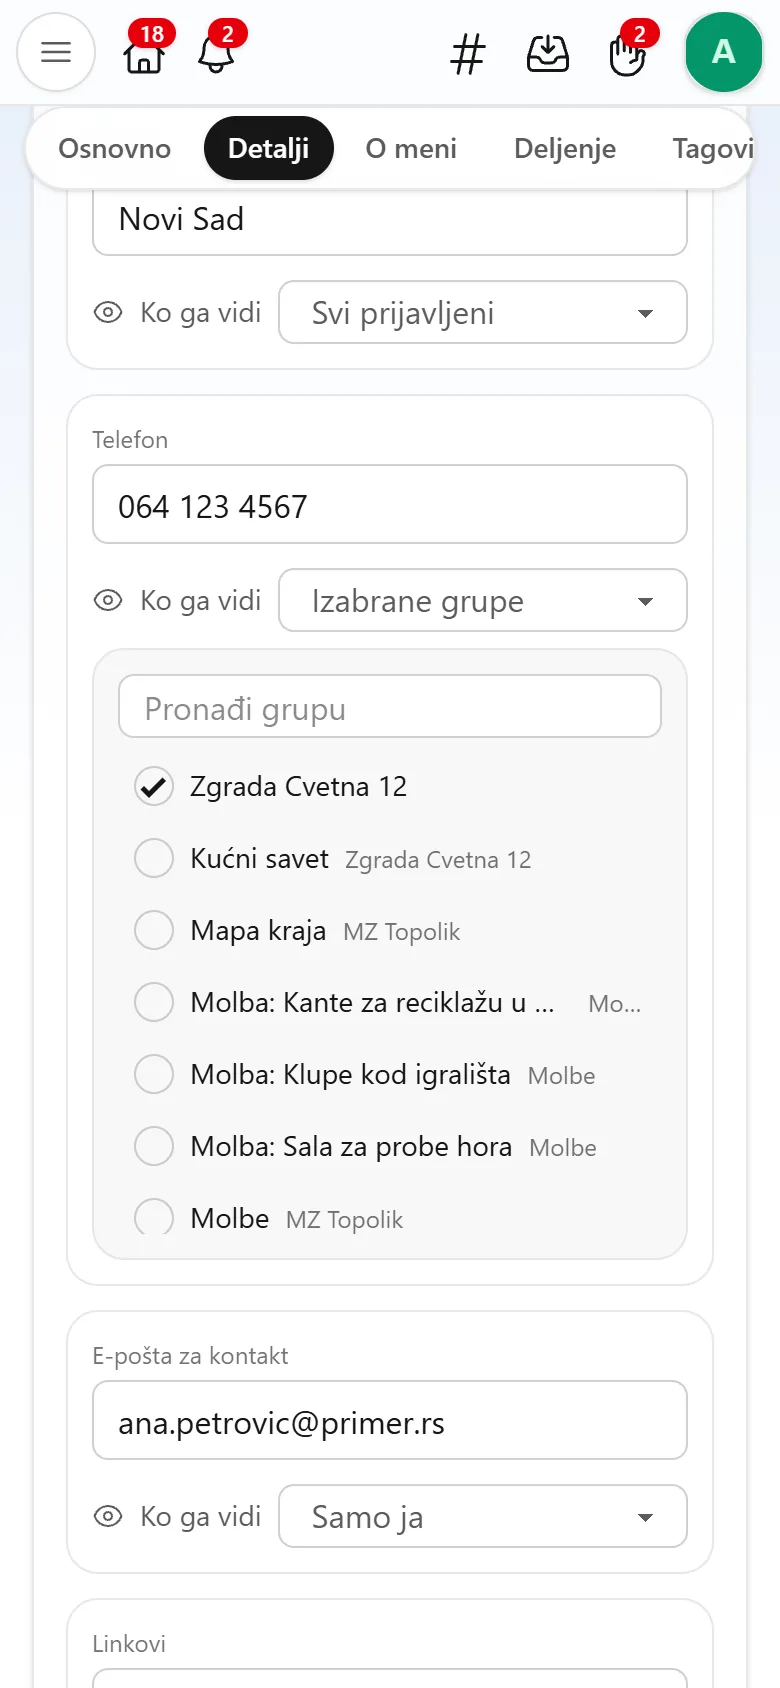 18
2
2
A
Osnovno
Detalji
O meni
Deljenje
Tagovi
Novi Sad
Ko ga vidi
Svi prijavljeni
Telefon
064 123 4567
Ko ga vidi
Izabrane grupe
Pronađi grupu
Zgrada Cvetna 12
Kućni savet Zgrada Cvetna 12
Mapa kraja MZ Topolik
Molba: Kante za reciklažu u ... Mo...
Molba: Klupe kod igrališta Molbe
Molba: Sala za probe hora Molbe
Molbe MZ Topolik
E-pošta za kontakt
ana.petrovic@primer.rs
Ko ga vidi
Samo ja
Linkovi